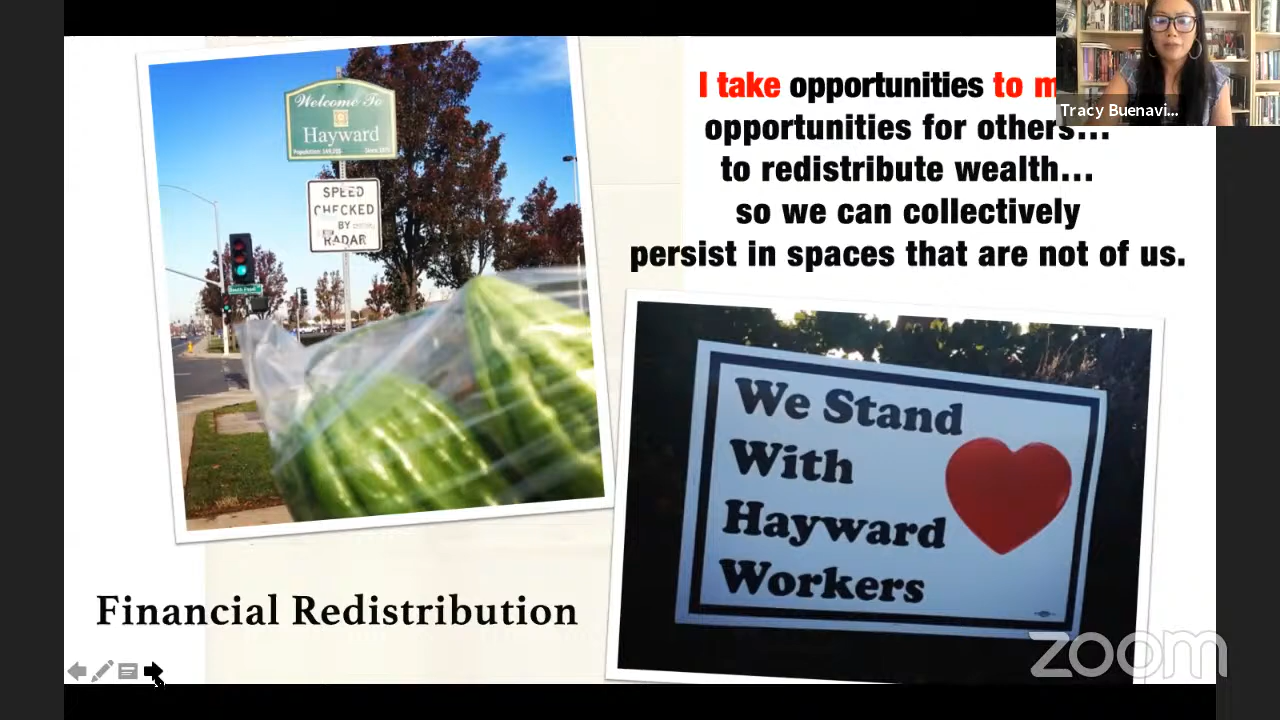 Welcome To
Hayward
SPEED
CHECKED
BY
RADAR
I take opportunities to m
opportunities for others...
to redistribute wealth...
so we can collectively
persist in spaces that are not of us.
Tracy Buenavi...
We Stand
With
Hayward
Workers
Financial Redistribution
zoom